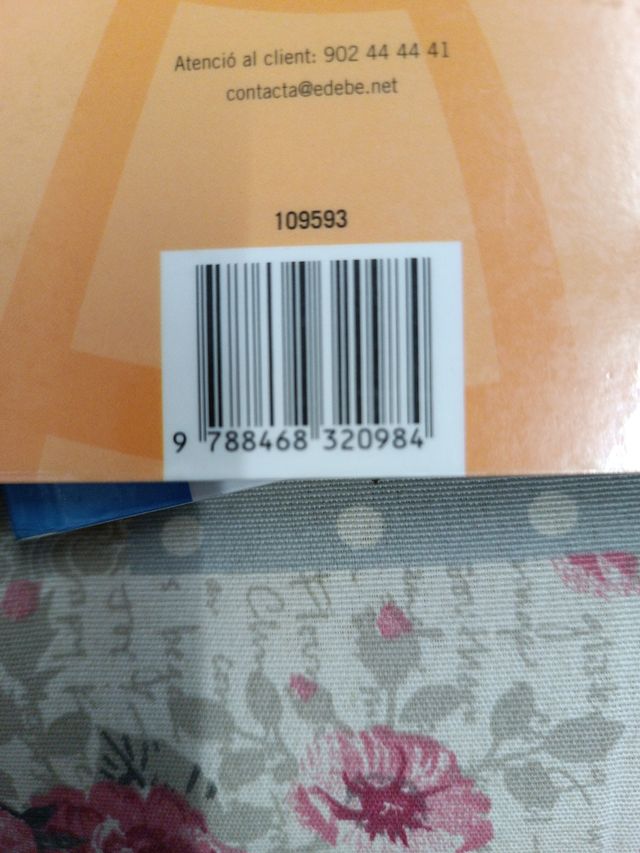 Atenció al client: 902 44 44 41
contacta@edebe.net
109593
9 788468 320984